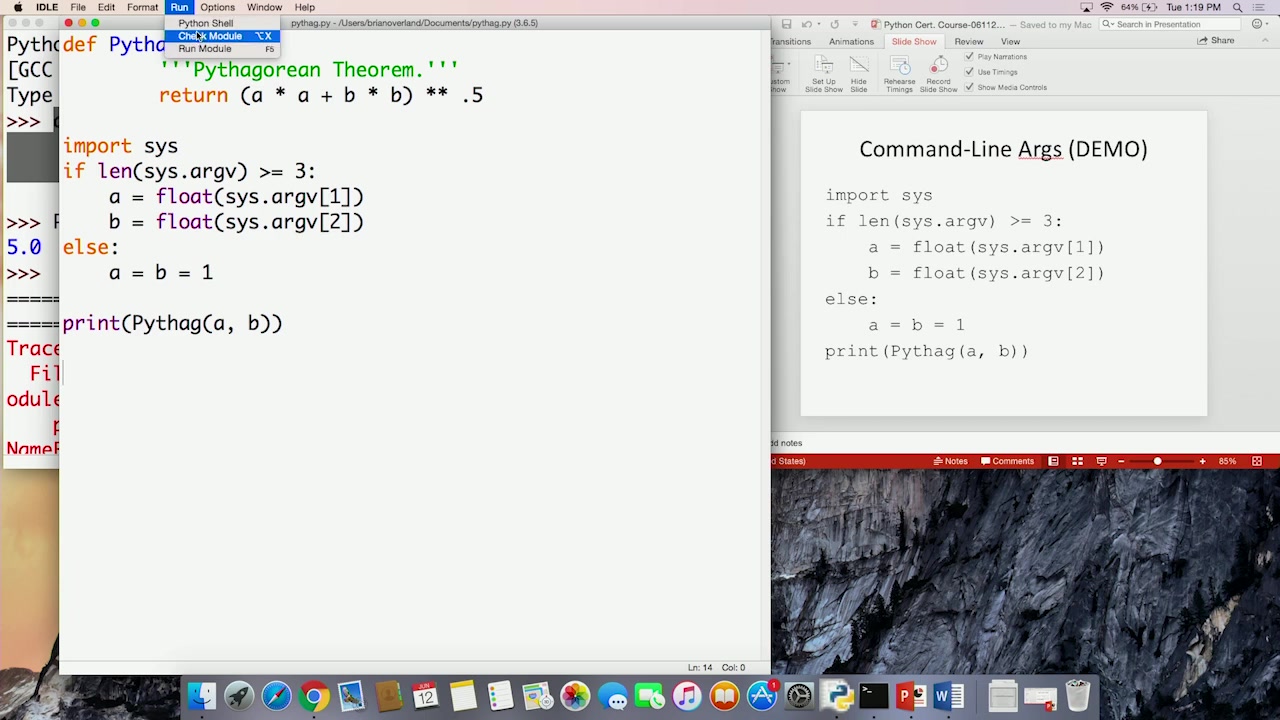 IDLE File Edit Format Run Options Window Help
64% Tue 1:19 PM
Python Shell
Check Module ⌥X
Run Module F5
pythag.py - /Users/brianoverland/Documents/pythag.py (3.6.5)
def Pytha
'''Pythagorean Theorem.'''
return (a * a + b * b) ** .5
import sys
if len(sys.argv) >= 3:
a = float(sys.argv[1])
b = float(sys.argv[2])
else:
a = b = 1
print(Pythag(a, b))
Ln: 14 Col: 0
Pytho
[GCC
Type
>>>
>>>
5.0
>>>
=====
=====
Trace
Fil
odule
NameE
Python Cert. Course-06112... — Saved to my Mac
Search in Presentation
Animations Slide Show Review View
Share
Set Up Slide Show
Hide Slide
Rehearse Timings
Record Slide Show
Play Narrations
Use Timings
Show Media Controls
Command-Line Args (DEMO)
import sys
if len(sys.argv) >= 3:
a = float(sys.argv[1])
b = float(sys.argv[2])
else:
a = b = 1
print(Pythag(a, b))
dd notes
d States) Notes Comments 85%
JUN
12
1